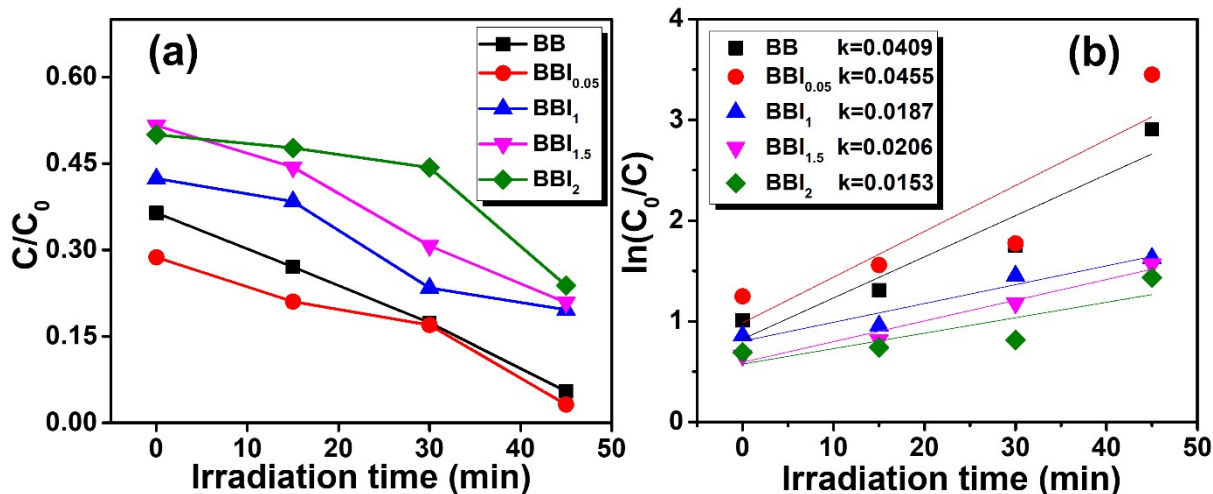 (a)
BB
BBI0.05
BBI1
BBI1.5
BBI2
0.60
0.45
0.30
0.15
0.00
C/C0
0 10 20 30 40 50
Irradiation time (min)
(b)
BB k=0.0409
BBI0.05 k=0.0455
BBI1 k=0.0187
BBI1.5 k=0.0206
BBI2 k=0.0153
4
3
2
1
0
ln(C0/C)
0 10 20 30 40 50
Irradiation time (min)